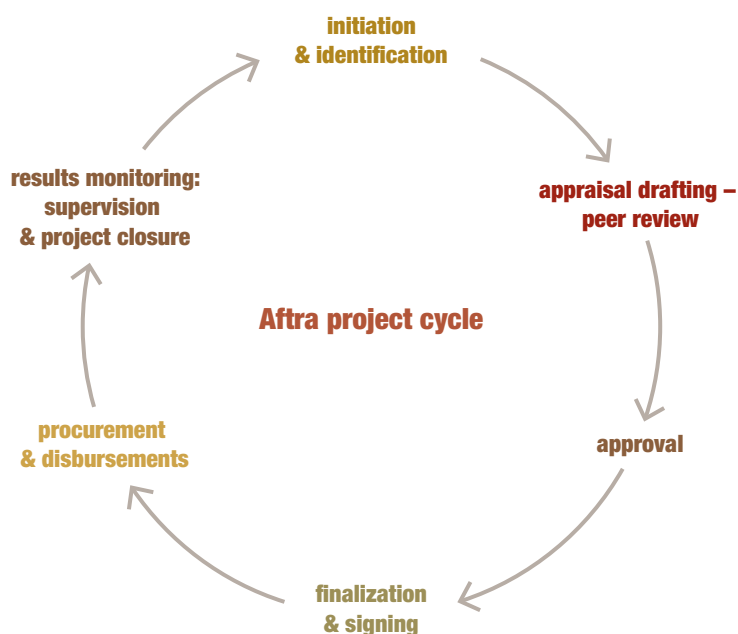 initiation
& identification
appraisal drafting –
peer review
approval
finalization
& signing
procurement
& disbursements
results monitoring:
supervision
& project closure
Aftra project cycle